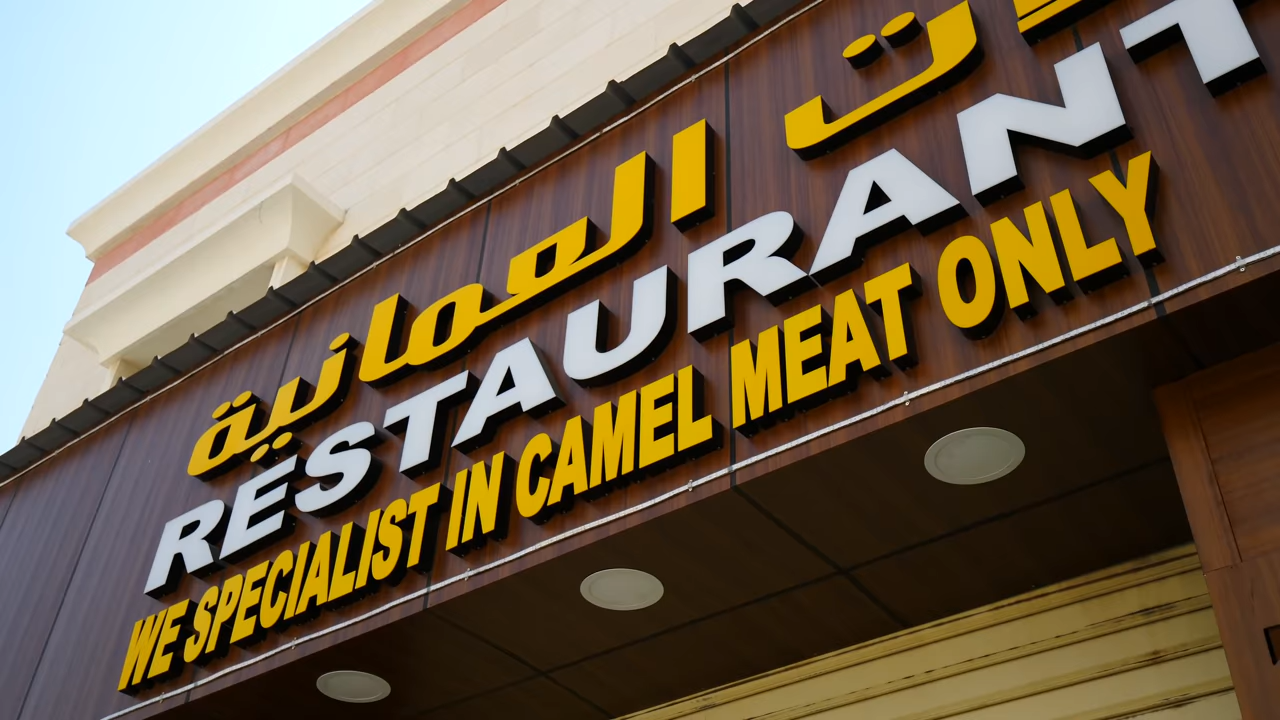 العمانية
RESTAURANT
WE SPECIALIST IN CAMEL MEAT ONLY